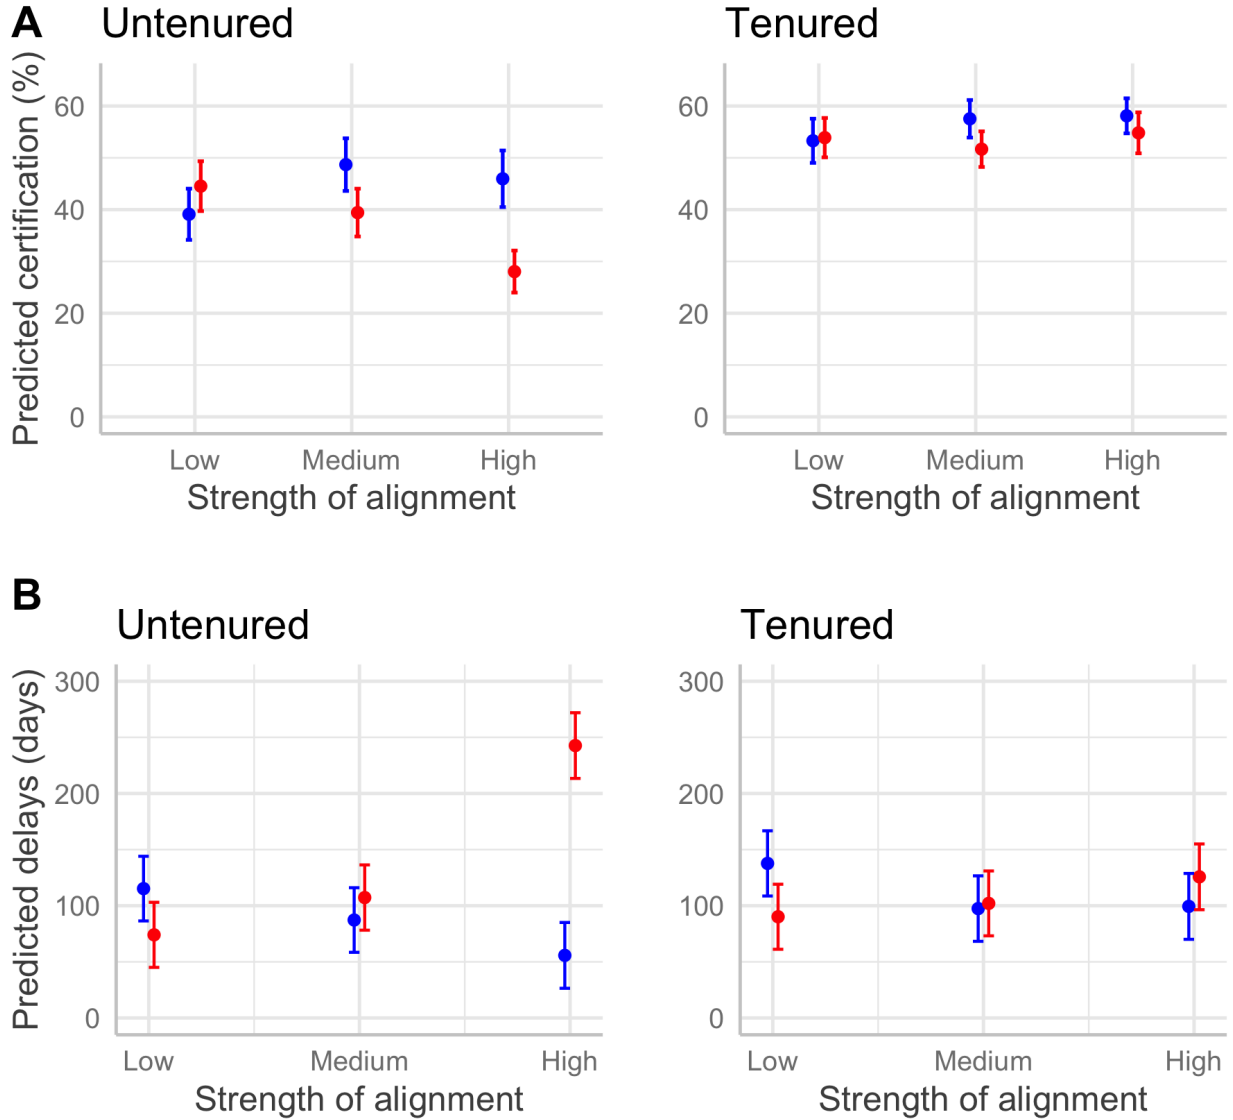 A
Untenured
Tenured
Predicted certification (%)
60
40
20
0
Low Medium High
Strength of alignment
60
40
20
0
Low Medium High
Strength of alignment
B
Untenured
Tenured
Predicted delays (days)
300
200
100
0
Low Medium High
Strength of alignment
300
200
100
0
Low Medium High
Strength of alignment